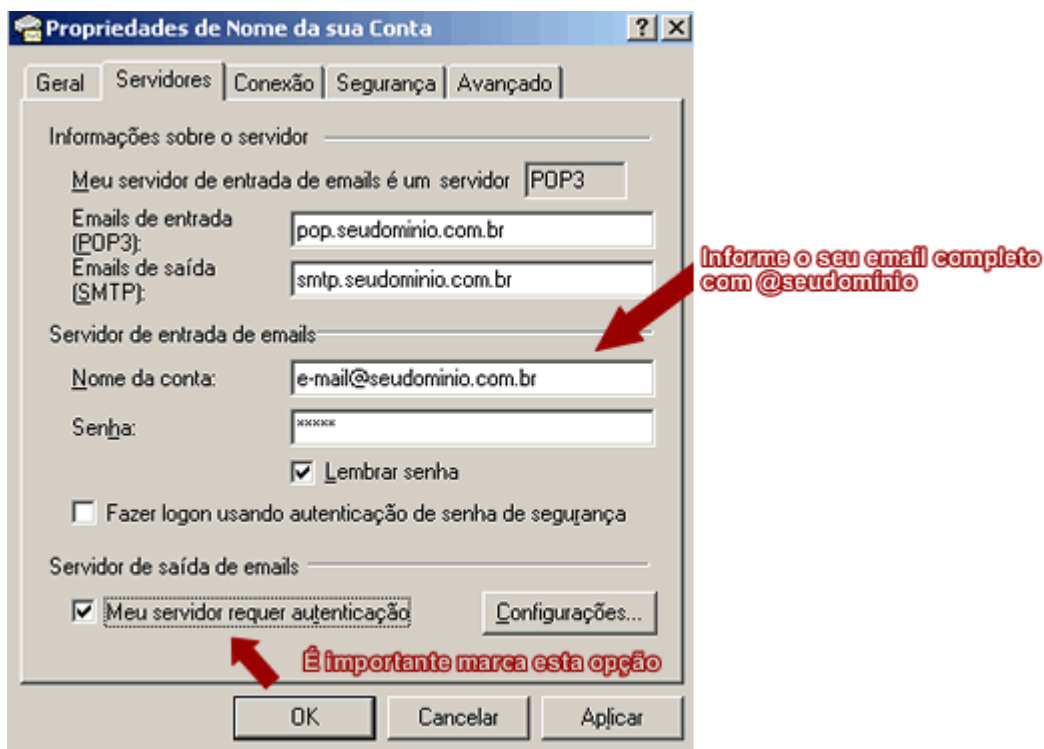 Propriedades de Nome da sua Conta
Geral Servidores Conexão Segurança Avançado
Informações sobre o servidor
Meu servidor de entrada de emails é um servidor POP3
Emails de entrada
(POP3): pop.seudominio.com.br
Emails de saída
(SMTP): smtp.seudominio.com.br
Informe o seu email completo
com @seudomínio
Servidor de entrada de emails
Nome da conta: e-mail@seudominio.com.br
Senha: *****
Lembrar senha
Fazer logon usando autenticação de senha de segurança
Servidor de saída de emails
Meu servidor requer autenticação Configurações...
É importante marca esta opção
OK Cancelar Aplicar